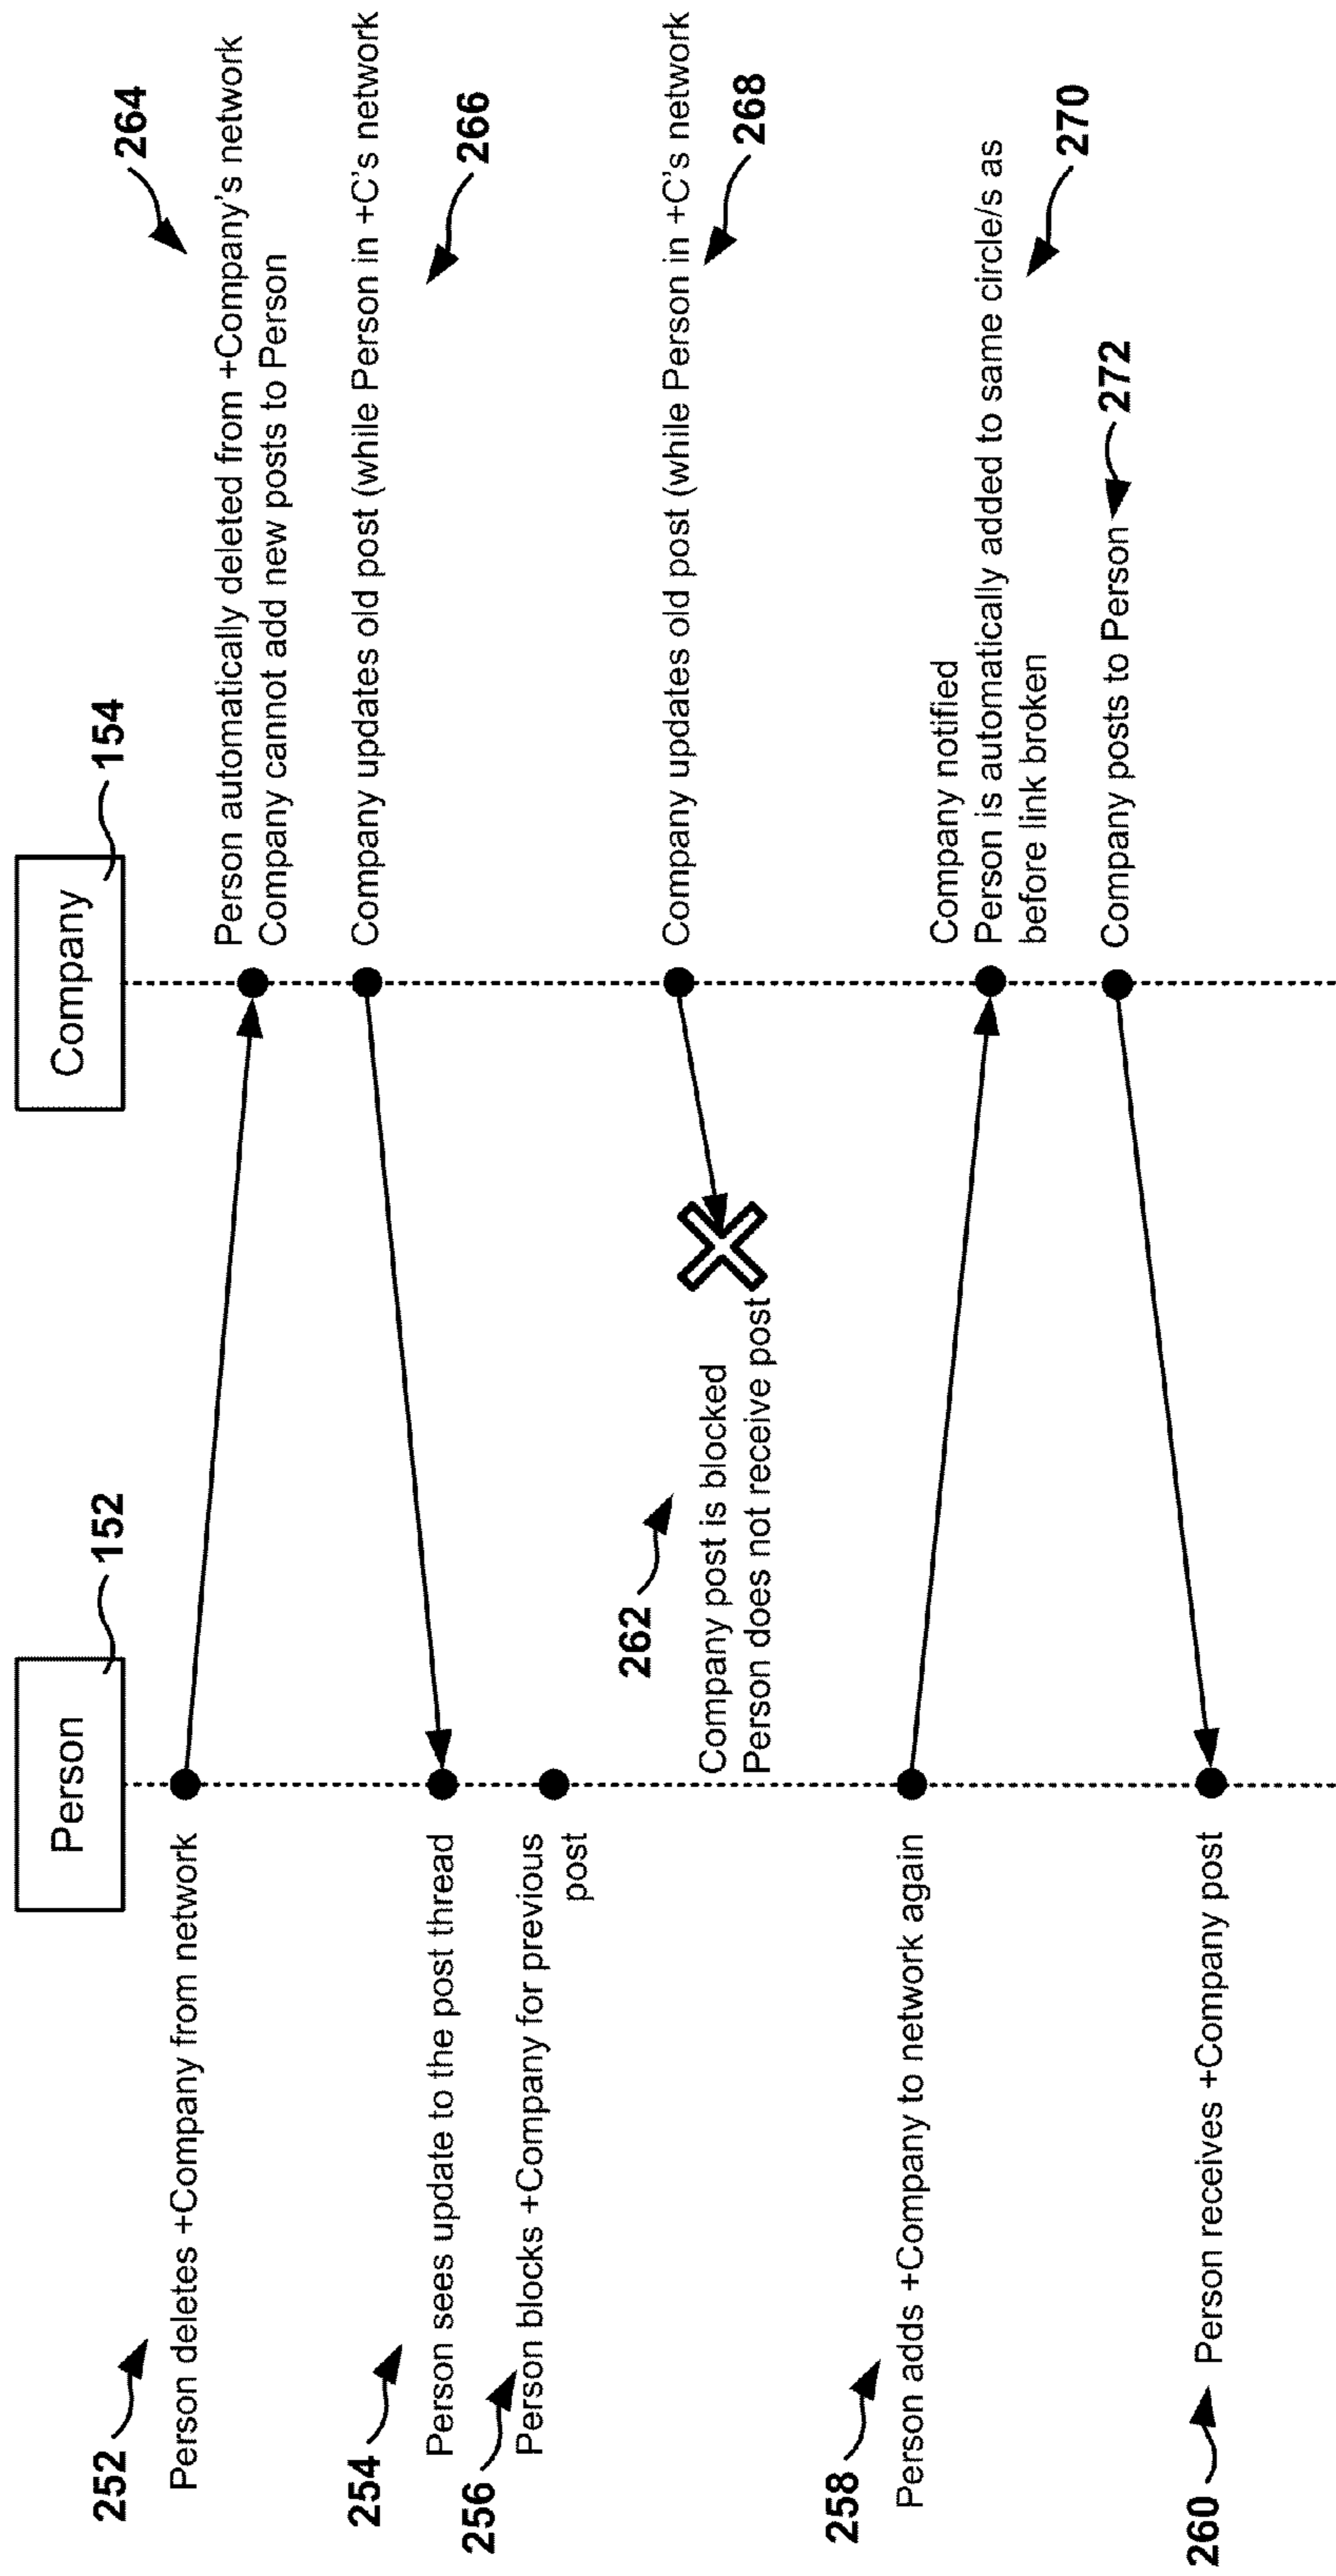 Person
152
Company
154
252
Person deletes +Company from network
264
Person automatically deleted from +Company's network
Company cannot add new posts to Person
Company updates old post (while Person in +C's network
266
254
Person sees update to the post thread
256
Person blocks +Company for previous
post
262
Company post is blocked
Person does not receive post
Company updates old post (while Person in +C's network
268
258
Person adds +Company to network again
Company notified
Person is automatically added to same circle/s as
before link broken
270
Company posts to Person
272
260
Person receives +Company post